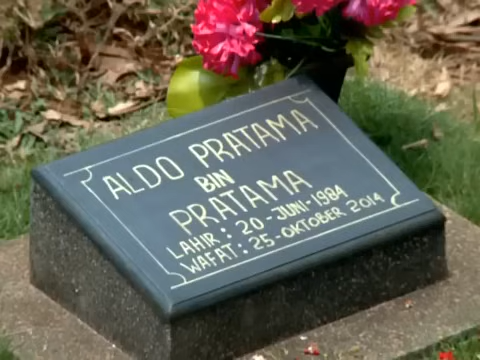 ALDO PRATAMA
BIN
PRATAMA
LAHIR : 20-JUNI-1984
WAFAT : 25-OKTOBER 2014